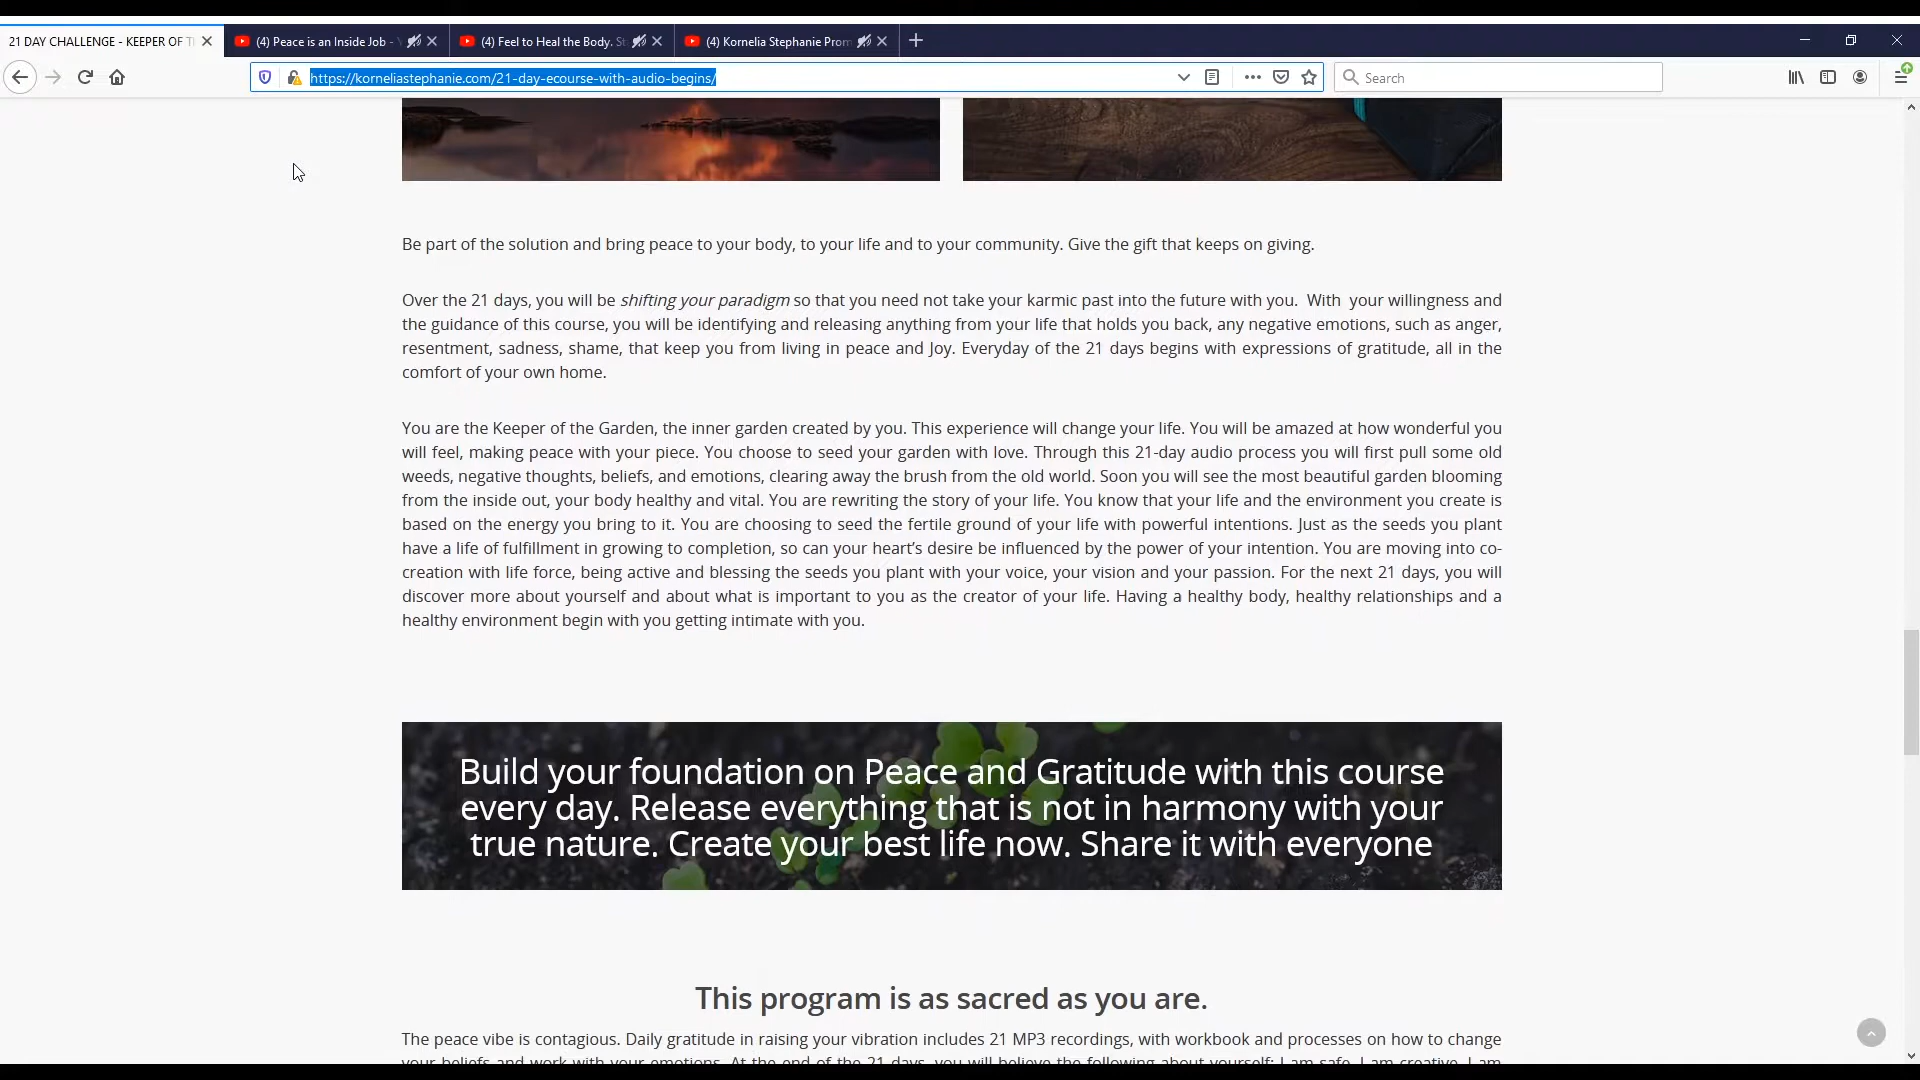 21 DAY CHALLENGE - KEEPER OF T
(4) Peace is an Inside Job -
(4) Feel to Heal the Body. S
(4) Kornelia Stephanie Prom
https://korneliastephanie.com/21-day-ecourse-with-audio-begins/
Search
Be part of the solution and bring peace to your body, to your life and to your community. Give the gift that keeps on giving.
Over the 21 days, you will be shifting your paradigm so that you need not take your karmic past into the future with you. With your willingness and
the guidance of this course, you will be identifying and releasing anything from your life that holds you back, any negative emotions, such as anger,
resentment, sadness, shame, that keep you from living in peace and Joy. Everyday of the 21 days begins with expressions of gratitude, all in the
comfort of your own home.
You are the Keeper of the Garden, the inner garden created by you. This experience will change your life. You will be amazed at how wonderful you
will feel, making peace with your piece. You choose to seed your garden with love. Through this 21-day audio process you will first pull some old
weeds, negative thoughts, beliefs, and emotions, clearing away the brush from the old world. Soon you will see the most beautiful garden blooming
from the inside out, your body healthy and vital. You are rewriting the story of your life. You know that your life and the environment you create is
based on the energy you bring to it. You are choosing to seed the fertile ground of your life with powerful intentions. Just as the seeds you plant
have a life of fulfillment in growing to completion, so can your heart’s desire be influenced by the power of your intention. You are moving into co-
creation with life force, being active and blessing the seeds you plant with your voice, your vision and your passion. For the next 21 days, you will
discover more about yourself and about what is important to you as the creator of your life. Having a healthy body, healthy relationships and a
healthy environment begin with you getting intimate with you.
Build your foundation on Peace and Gratitude with this course
every day. Release everything that is not in harmony with your
true nature. Create your best life now. Share it with everyone
This program is as sacred as you are.
The peace vibe is contagious. Daily gratitude in raising your vibration includes 21 MP3 recordings, with workbook and processes on how to change
your beliefs and work with your emotions. At the end of the 21 days, you will believe the following about yourself: I am safe, I am creative, I am